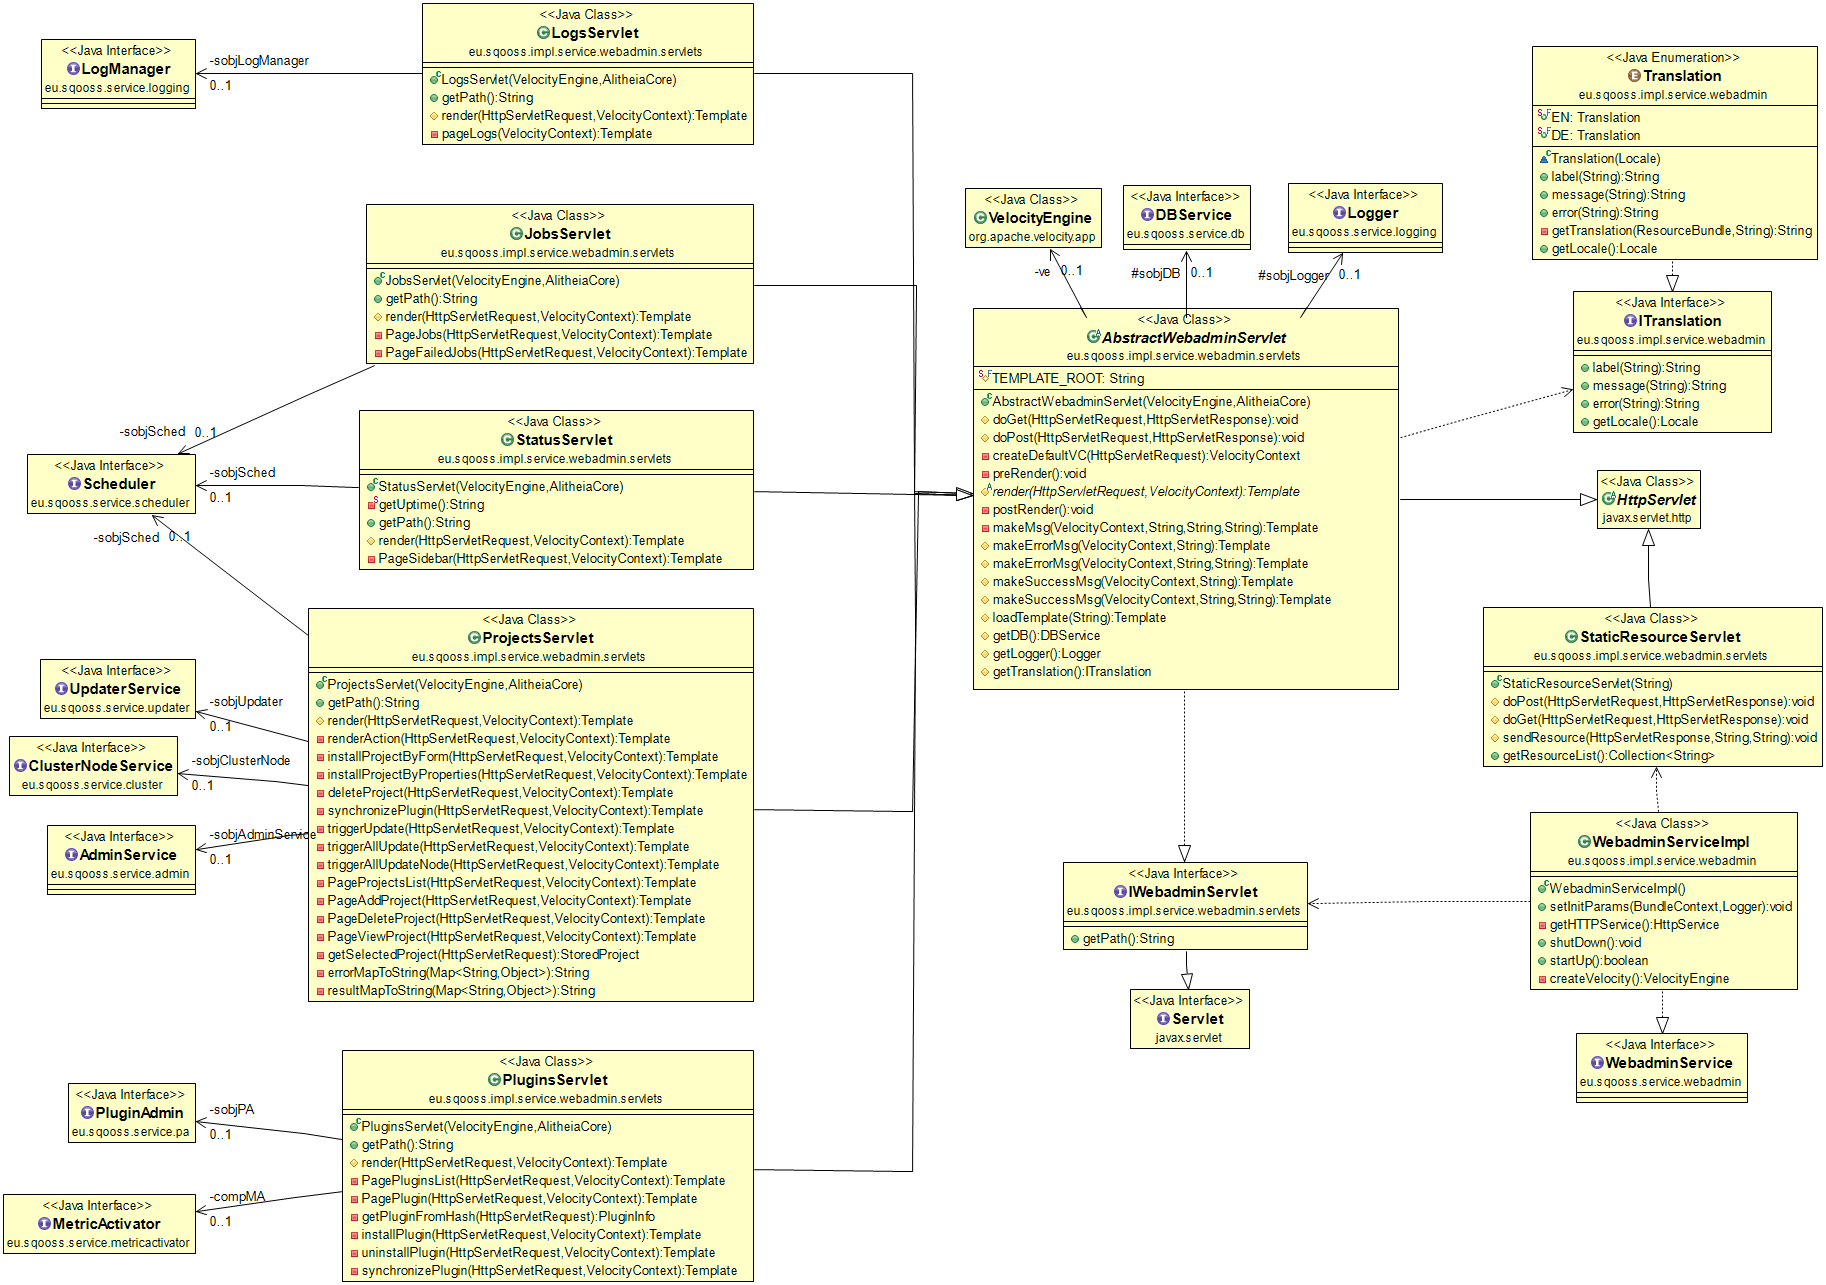 <<Java Class>>
LogsServlet
eu.sqooss.impl.service.webadmin.servlets
LogsServlet(VelocityEngine,AlitheiaCore)
getPath():String
render(HttpServletRequest,VelocityContext):Template
pageLogs(VelocityContext):Template
<<Java Interface>>
LogManager
eu.sqooss.service.logging
-sobjLogManager
0..1
<<Java Class>>
JobsServlet
eu.sqooss.impl.service.webadmin.servlets
JobsServlet(VelocityEngine,AlitheiaCore)
getPath():String
render(HttpServletRequest,VelocityContext):Template
PageJobs(HttpServletRequest,VelocityContext):Template
PageFailedJobs(HttpServletRequest,VelocityContext):Template
-sobjSched 0..1
<<Java Class>>
StatusServlet
eu.sqooss.impl.service.webadmin.servlets
StatusServlet(VelocityEngine,AlitheiaCore)
getUptime():String
getPath():String
render(HttpServletRequest,VelocityContext):Template
PageSidebar(HttpServletRequest,VelocityContext):Template
<<Java Interface>>
Scheduler
eu.sqooss.service.scheduler
-sobjSched
0..1
-sobjSched 0..1
<<Java Class>>
ProjectsServlet
eu.sqooss.impl.service.webadmin.servlets
ProjectsServlet(VelocityEngine,AlitheiaCore)
getPath():String
render(HttpServletRequest,VelocityContext):Template
renderAction(HttpServletRequest,VelocityContext):Template
installProjectByForm(HttpServletRequest,VelocityContext):Template
installProjectByProperties(HttpServletRequest,VelocityContext):Template
deleteProject(HttpServletRequest,VelocityContext):Template
synchronizePlugin(HttpServletRequest,VelocityContext):Template
triggerUpdate(HttpServletRequest,VelocityContext):Template
triggerAllUpdate(HttpServletRequest,VelocityContext):Template
triggerAllUpdateNode(HttpServletRequest,VelocityContext):Template
PageProjectsList(HttpServletRequest,VelocityContext):Template
PageAddProject(HttpServletRequest,VelocityContext):Template
PageDeleteProject(HttpServletRequest,VelocityContext):Template
PageViewProject(HttpServletRequest,VelocityContext):Template
getSelectedProject(HttpServletRequest):StoredProject
errorMapToString(Map<String,Object>):String
resultMapToString(Map<String,Object>):String
<<Java Interface>>
UpdaterService
eu.sqooss.service.updater
-sobjUpdater
0..1
<<Java Interface>>
ClusterNodeService
eu.sqooss.service.cluster
-sobjClusterNode
0..1
<<Java Interface>>
AdminService
eu.sqooss.service.admin
-sobjAdminService
0..1
<<Java Class>>
PluginsServlet
eu.sqooss.impl.service.webadmin.servlets
PluginsServlet(VelocityEngine,AlitheiaCore)
getPath():String
render(HttpServletRequest,VelocityContext):Template
PagePluginsList(HttpServletRequest,VelocityContext):Template
PagePlugin(HttpServletRequest,VelocityContext):Template
getPluginFromHash(HttpServletRequest):PluginInfo
installPlugin(HttpServletRequest,VelocityContext):Template
uninstallPlugin(HttpServletRequest,VelocityContext):Template
synchronizePlugin(HttpServletRequest,VelocityContext):Template
<<Java Interface>>
PluginAdmin
eu.sqooss.service.pa
-sobjPA
0..1
<<Java Interface>>
MetricActivator
eu.sqooss.service.metricactivator
-compMA
0..1
<<Java Class>>
VelocityEngine
org.apache.velocity.app
-ve 0..1
<<Java Interface>>
DBService
eu.sqooss.service.db
#sobjDB 0..1
<<Java Interface>>
Logger
eu.sqooss.service.logging
#sobjLogger 0..1
<<Java Class>>
AbstractWebadminServlet
eu.sqooss.impl.service.webadmin.servlets
TEMPLATE_ROOT: String
AbstractWebadminServlet(VelocityEngine,AlitheiaCore)
doGet(HttpServletRequest,HttpServletResponse):void
doPost(HttpServletRequest,HttpServletResponse):void
createDefaultVC(HttpServletRequest):VelocityContext
preRender():void
render(HttpServletRequest,VelocityContext):Template
postRender():void
makeMsg(VelocityContext,String,String,String):Template
makeErrorMsg(VelocityContext,String):Template
makeErrorMsg(VelocityContext,String,String):Template
makeSuccessMsg(VelocityContext,String):Template
makeSuccessMsg(VelocityContext,String,String):Template
loadTemplate(String):Template
getDB():DBService
getLogger():Logger
getTranslation():ITranslation
<<Java Interface>>
IWebadminServlet
eu.sqooss.impl.service.webadmin.servlets
getPath():String
<<Java Interface>>
Servlet
javax.servlet
<<Java Enumeration>>
Translation
eu.sqooss.impl.service.webadmin
EN: Translation
DE: Translation
Translation(Locale)
label(String):String
message(String):String
error(String):String
getTranslation(ResourceBundle,String):String
getLocale():Locale
<<Java Interface>>
ITranslation
eu.sqooss.impl.service.webadmin
label(String):String
message(String):String
error(String):String
getLocale():Locale
<<Java Class>>
HttpServlet
javax.servlet.http
<<Java Class>>
StaticResourceServlet
eu.sqooss.impl.service.webadmin.servlets
StaticResourceServlet(String)
doPost(HttpServletRequest,HttpServletResponse):void
doGet(HttpServletRequest,HttpServletResponse):void
sendResource(HttpServletResponse,String,String):void
getResourceList():Collection<String>
<<Java Class>>
WebadminServiceImpl
eu.sqooss.impl.service.webadmin
WebadminServiceImpl()
setInitParams(BundleContext,Logger):void
getHTTPService():HttpService
shutDown():void
startUp():boolean
createVelocity():VelocityEngine
<<Java Interface>>
WebadminService
eu.sqooss.service.webadmin